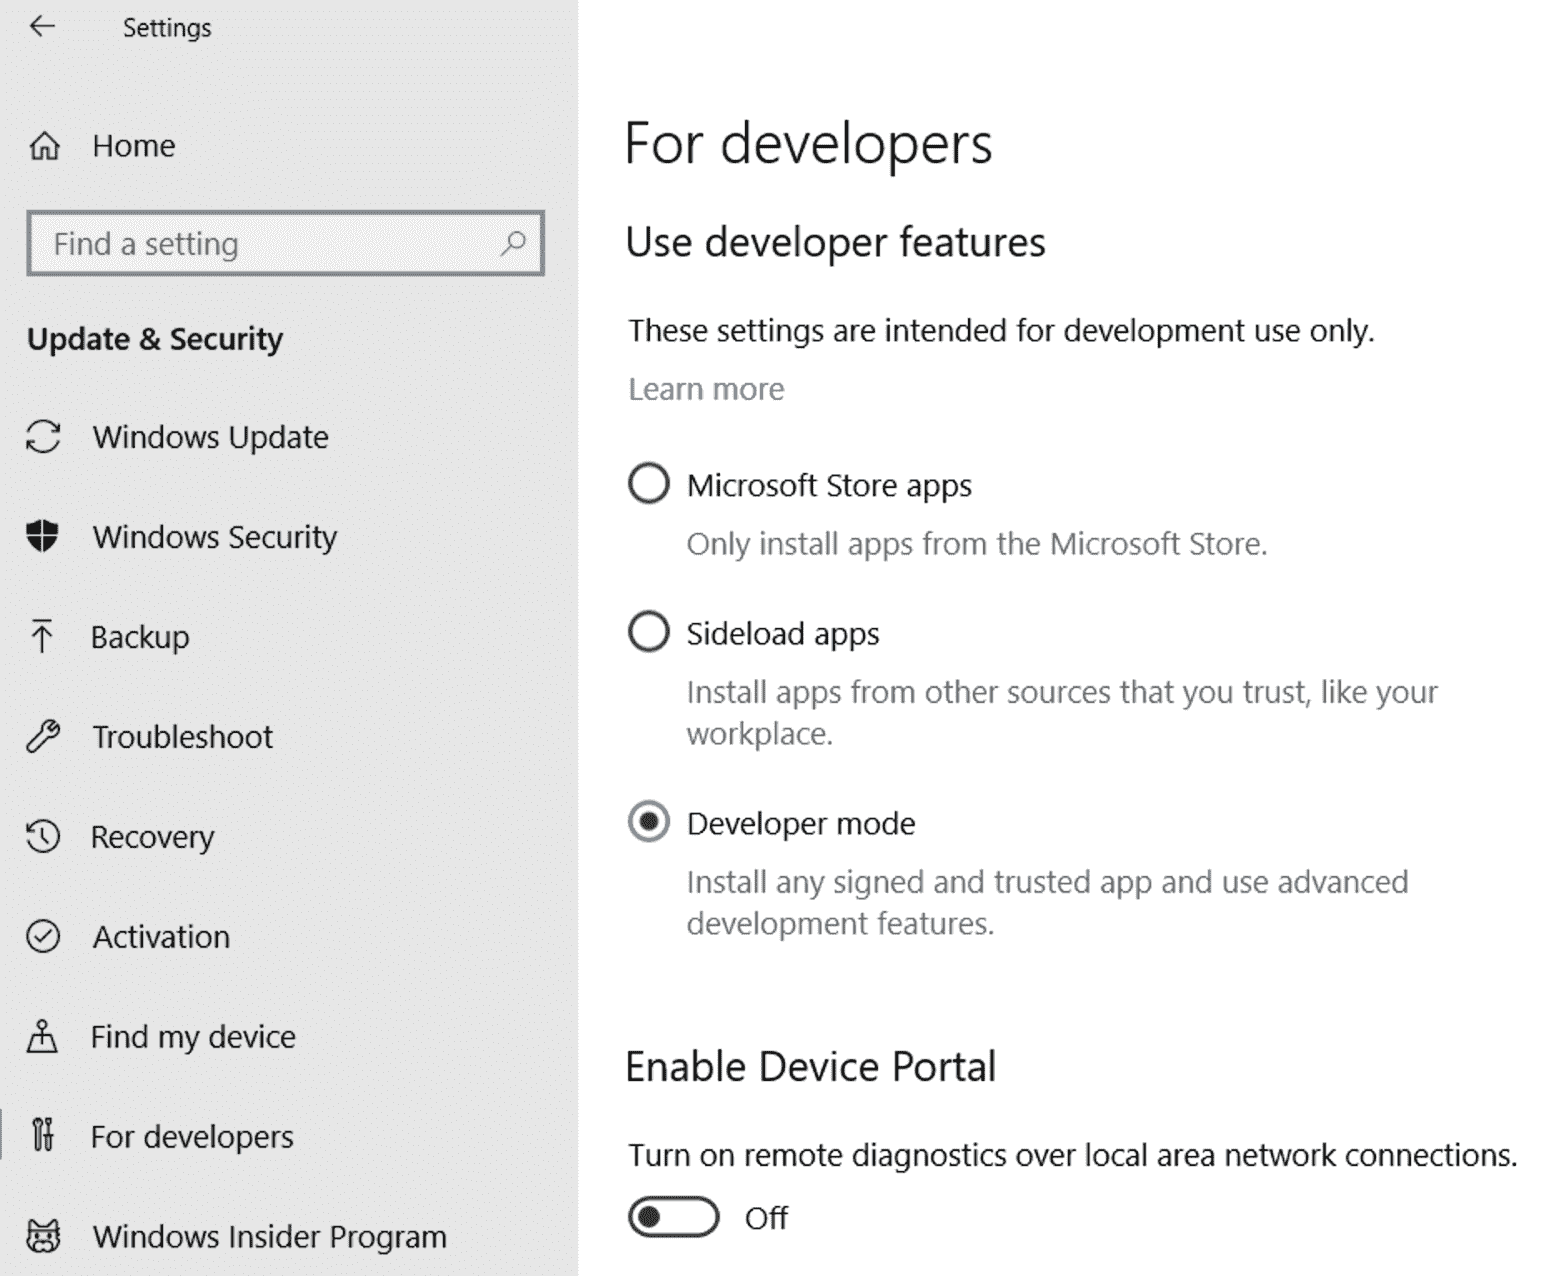 Settings
Home
Find a setting
Update & Security
Windows Update
Windows Security
Backup
Troubleshoot
Recovery
Activation
Find my device
For developers
Windows Insider Program
For developers
Use developer features
These settings are intended for development use only.
Learn more
Microsoft Store apps
Only install apps from the Microsoft Store.
Sideload apps
Install apps from other sources that you trust, like your
workplace.
Developer mode
Install any signed and trusted app and use advanced
development features.
Enable Device Portal
Turn on remote diagnostics over local area network connections.
Off